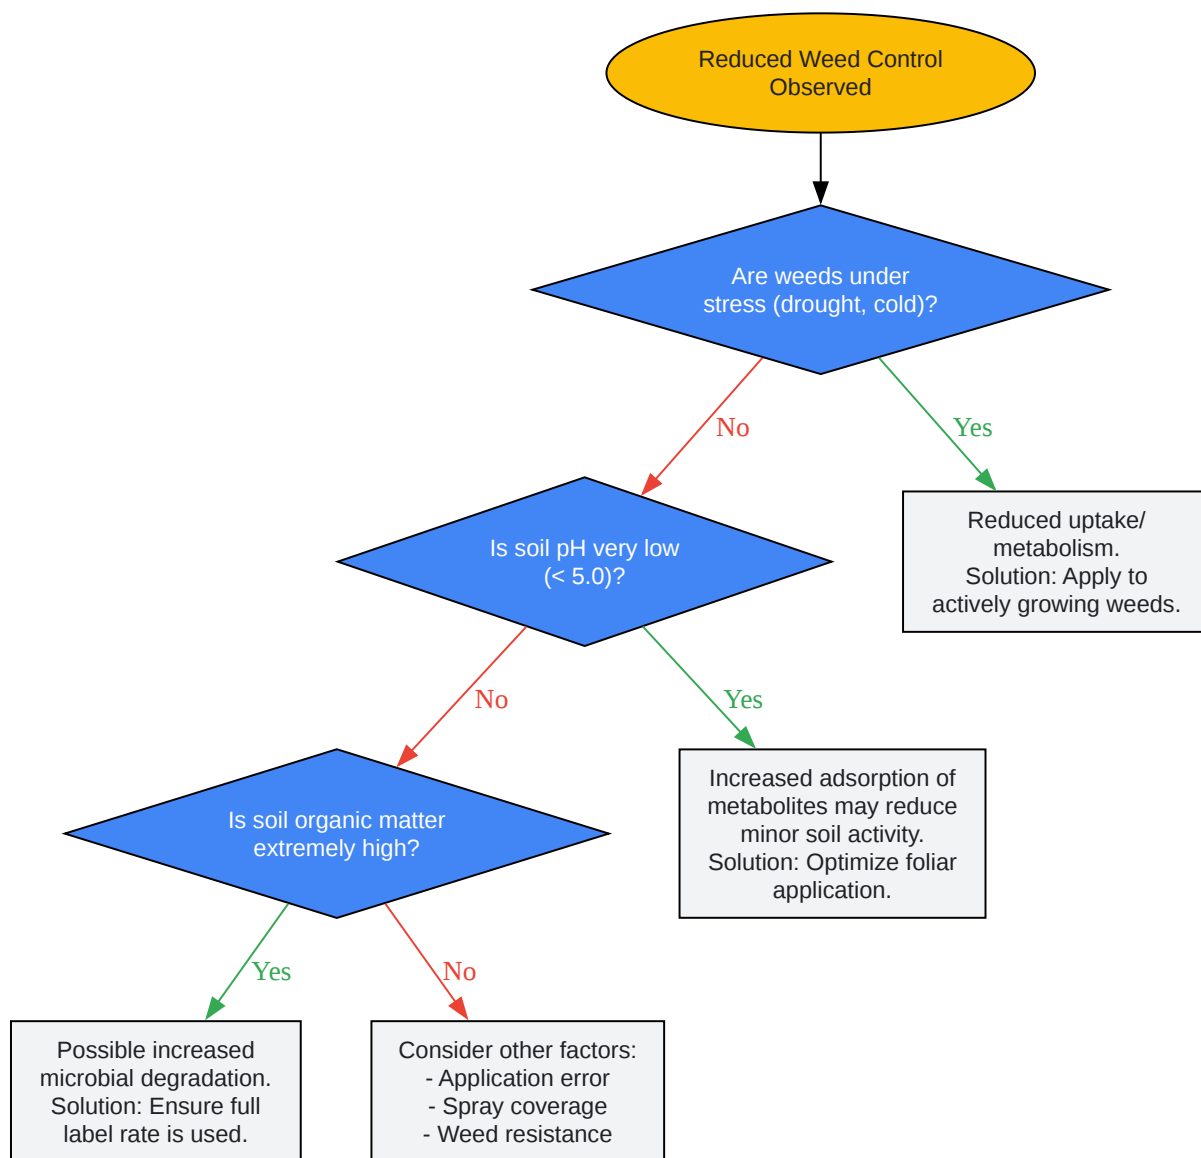 Reduced Weed Control
Observed
Are weeds under
stress (drought, cold)?
No
Yes
Is soil pH very low
(< 5.0)?
Reduced uptake/
metabolism.
Solution: Apply to
actively growing weeds.
No
Yes
Is soil organic matter
extremely high?
Increased adsorption of
metabolites may reduce
minor soil activity.
Solution: Optimize foliar
application.
Yes
No
Possible increased
microbial degradation.
Solution: Ensure full
label rate is used.
Consider other factors:
- Application error
- Spray coverage
- Weed resistance